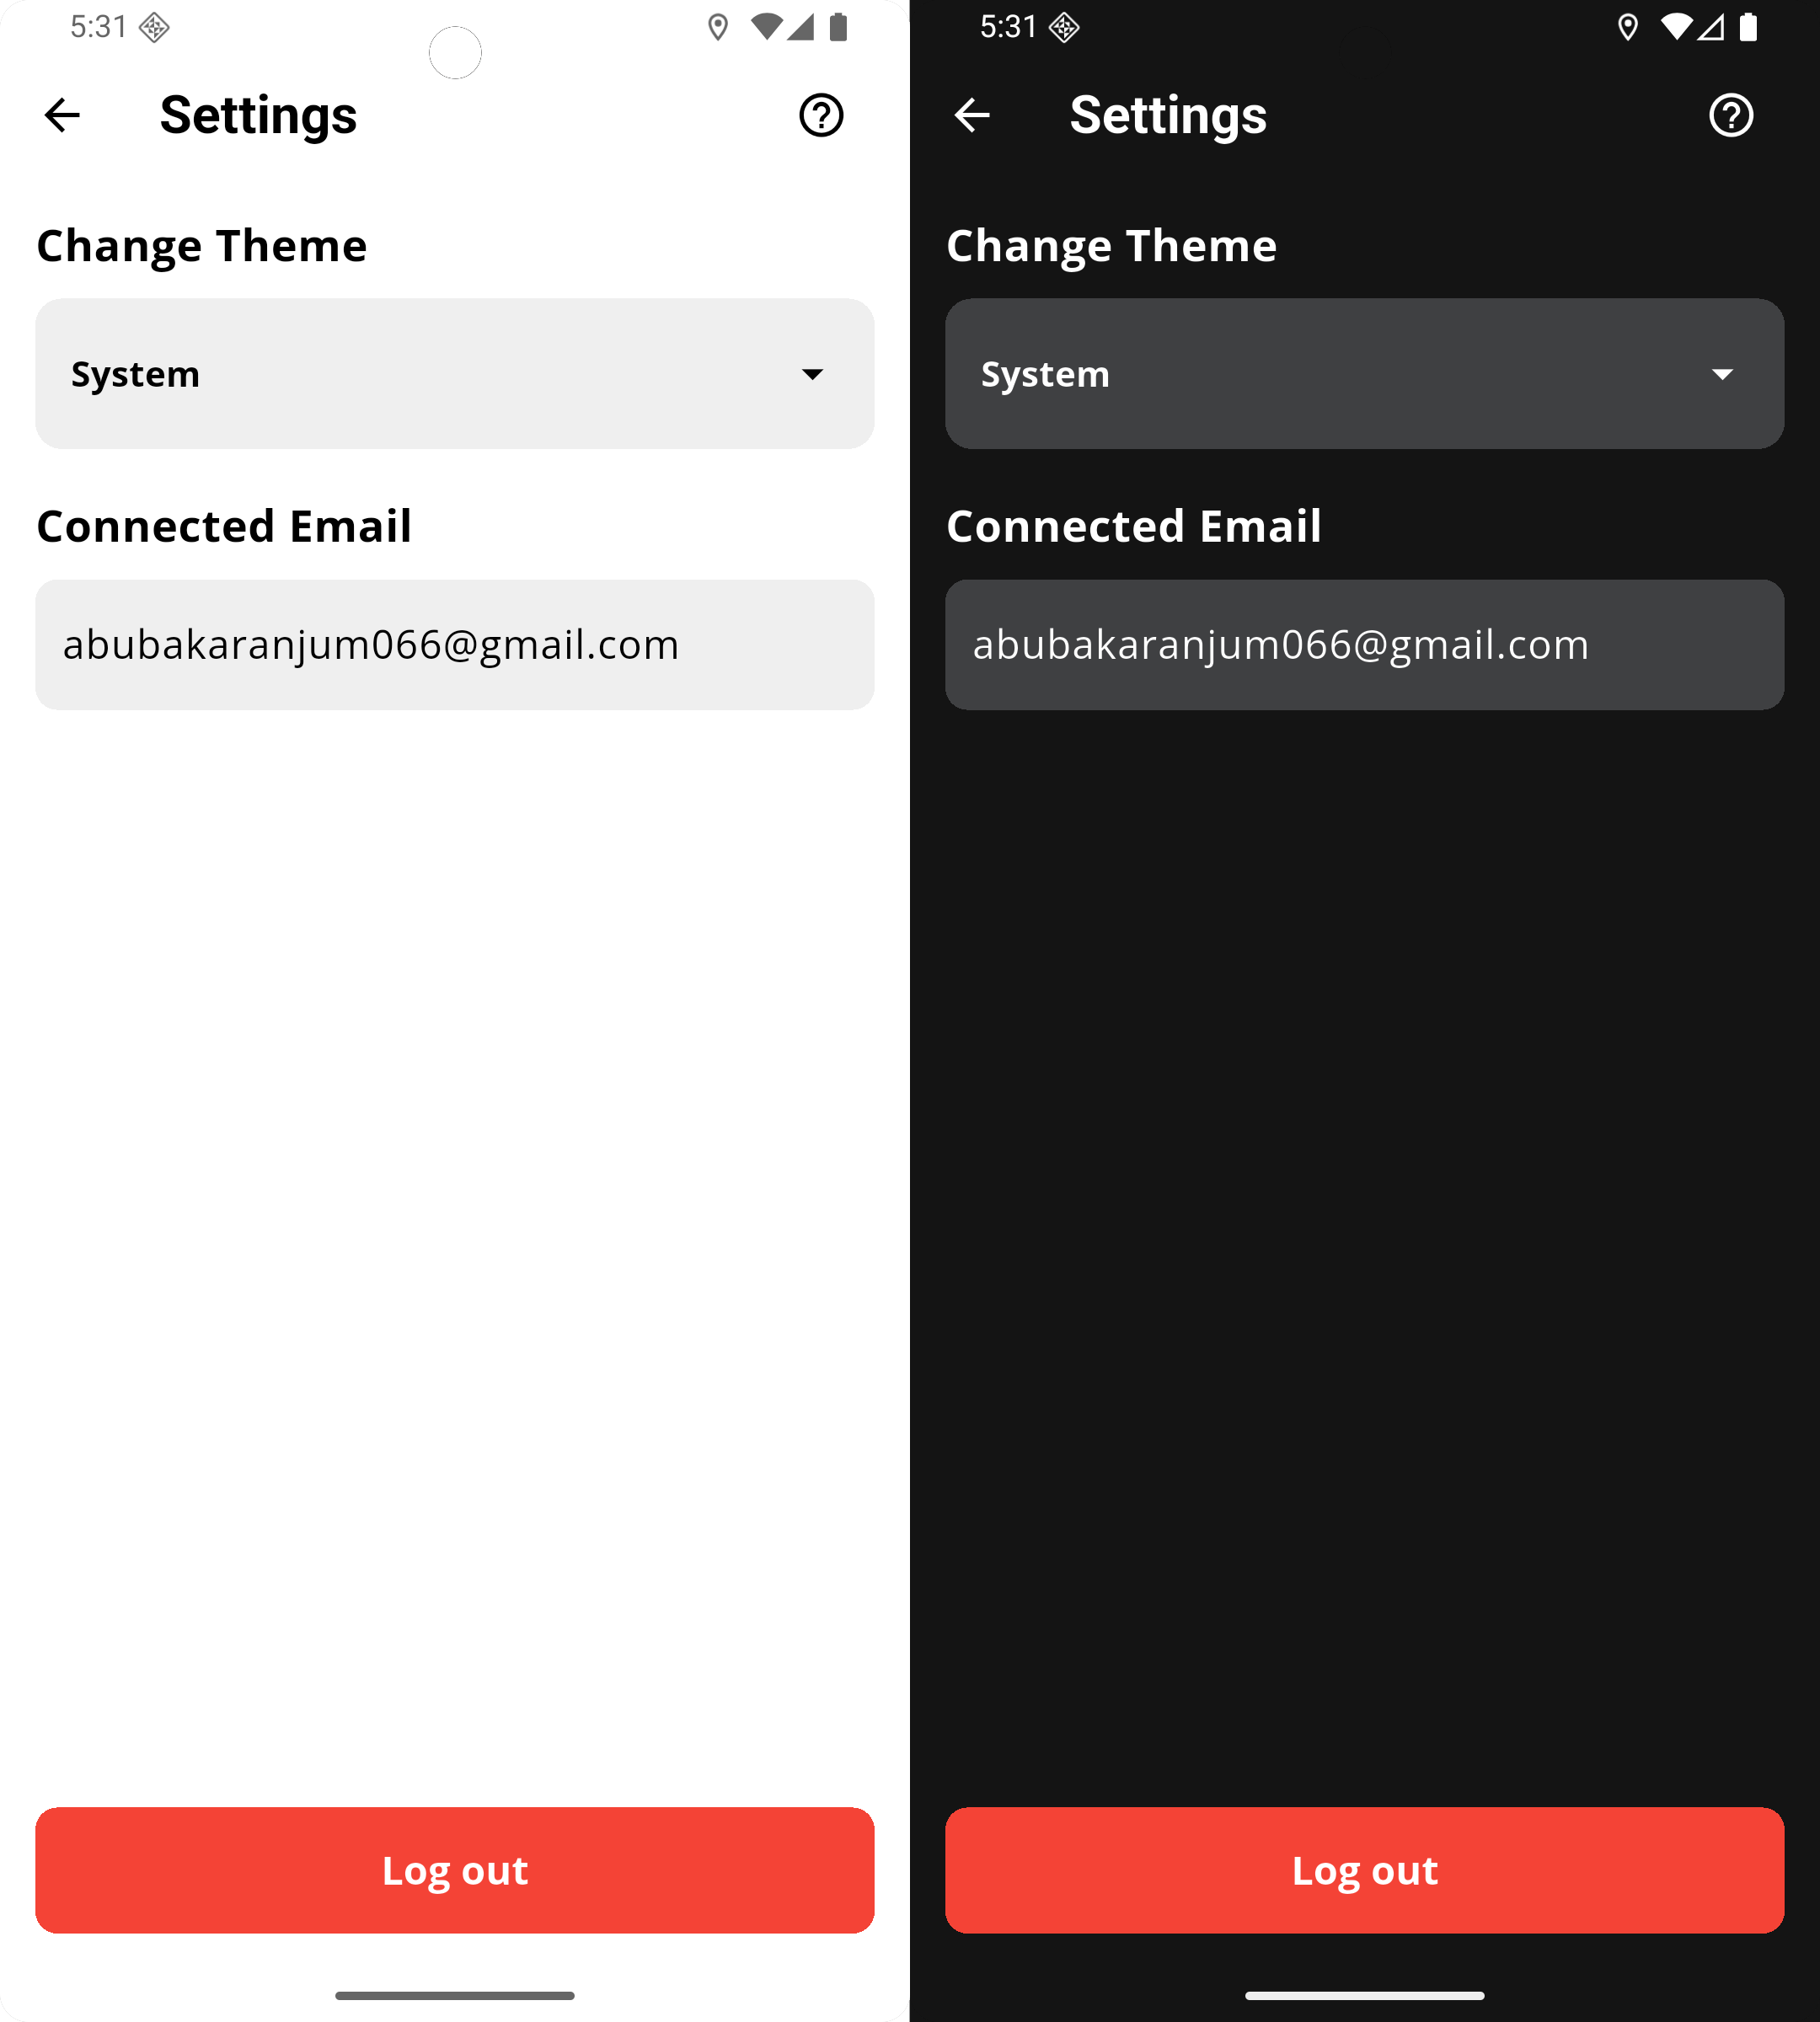 5:31
Settings
Change Theme
System
Connected Email
abubakaranjum066@gmail.com
Log out
5:31
Settings
Change Theme
System
Connected Email
abubakaranjum066@gmail.com
Log out